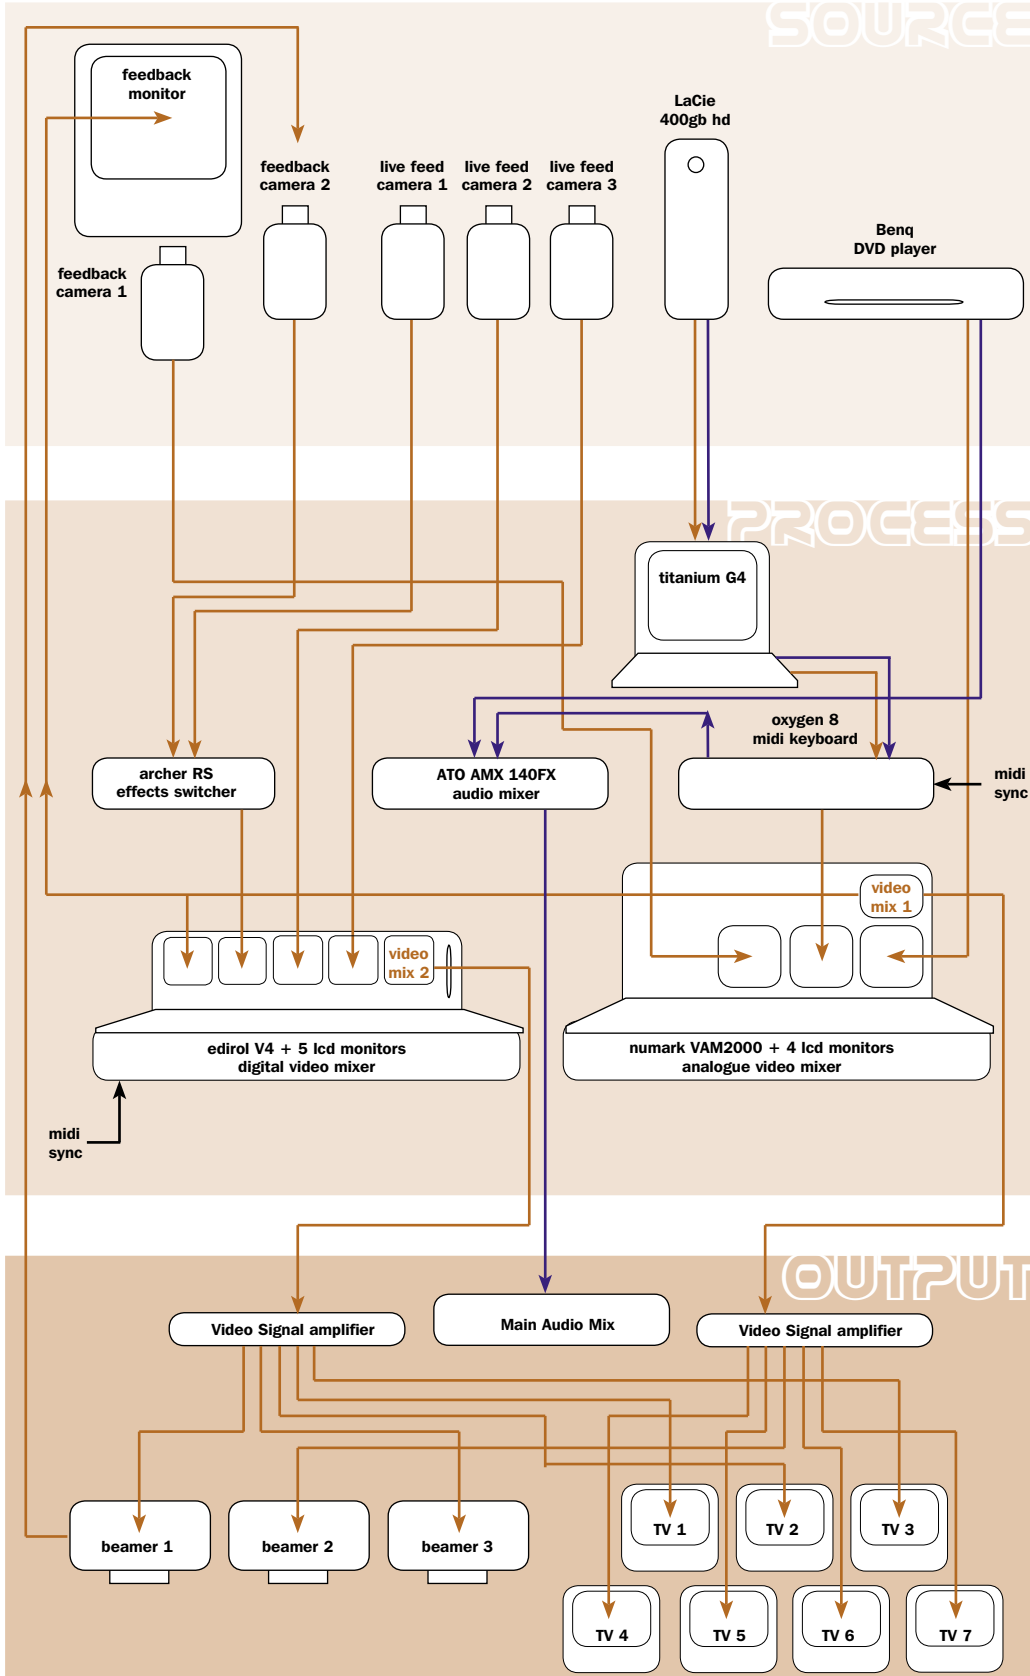 SOURCE
feedback
monitor
LaCie
400gb hd
feedback
camera 2
live feed
camera 1
live feed
camera 2
live feed
camera 3
Benq
DVD player
feedback
camera 1
PROCESS
titanium G4
oxygen 8
midi keyboard
archer RS
effects switcher
ATO AMX 140FX
audio mixer
midi
sync
video
mix 1
video
mix 2
edirol V4 + 5 lcd monitors
digital video mixer
numark VAM2000 + 4 lcd monitors
analogue video mixer
midi
sync
OUTPUT
Video Signal amplifier
Main Audio Mix
Video Signal amplifier
TV 1
TV 2
TV 3
beamer 1
beamer 2
beamer 3
TV 4
TV 5
TV 6
TV 7